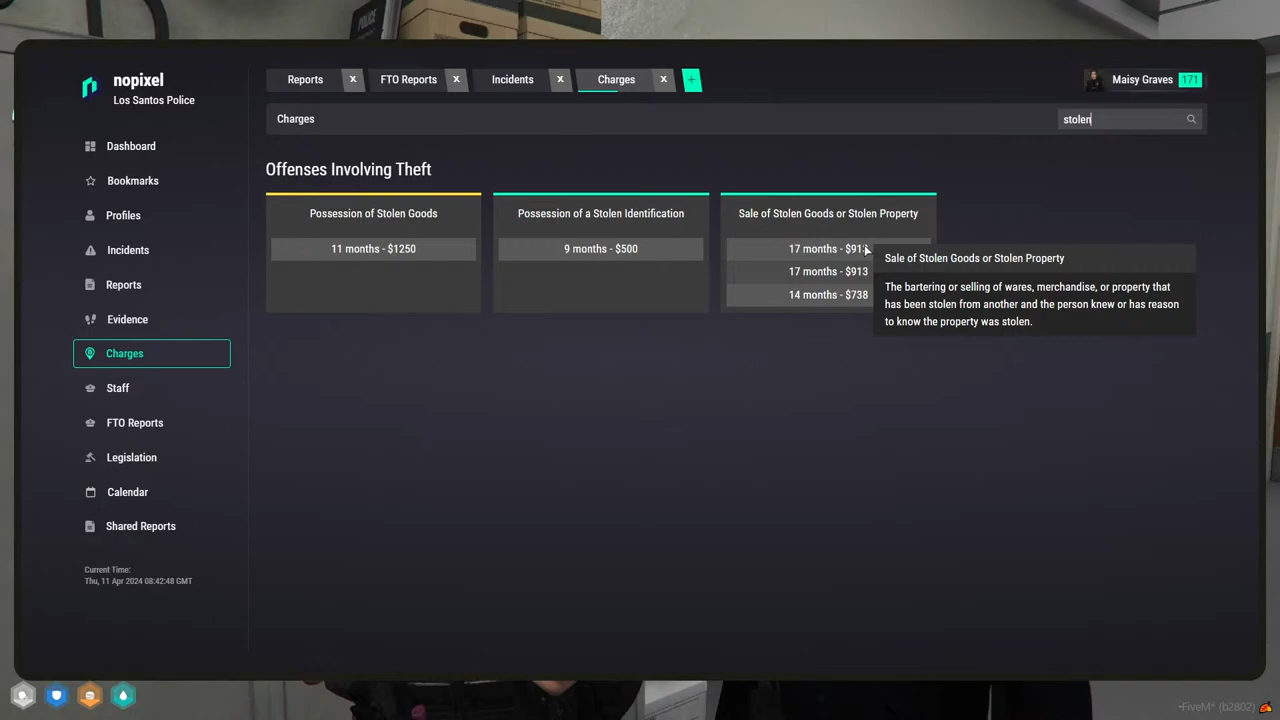 POLICE
nopixel
Los Santos Police
Reports x FTO Reports x Incidents x Charges x +
Maisy Graves 171
Charges
stolen
Dashboard
Bookmarks
Profiles
Incidents
Reports
Evidence
Charges
Staff
FTO Reports
Legislation
Calendar
Shared Reports
Current Time:
Thu, 11 Apr 2024 08:42:48 GMT
Offenses Involving Theft
Possession of Stolen Goods
11 months - $1250
Possession of a Stolen Identification
9 months - $500
Sale of Stolen Goods or Stolen Property
17 months - $913
17 months - $913
14 months - $738
Sale of Stolen Goods or Stolen Property
The bartering or selling of wares, merchandise, or property that
has been stolen from another and the person knew or has reason
to know the property was stolen.
*FiveM* (b2802)